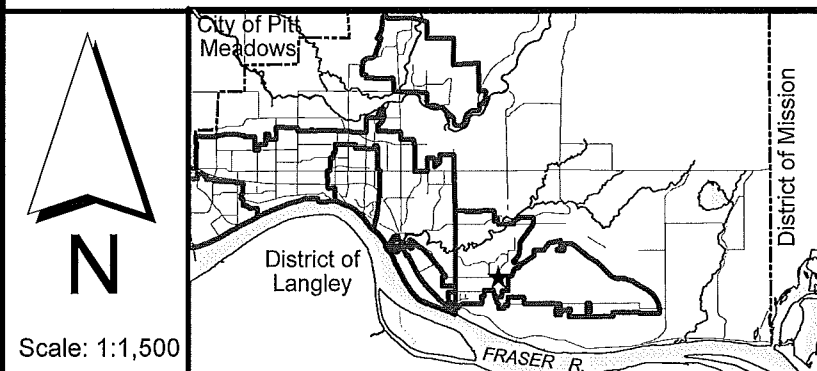 City of Pitt
Meadows
District of Mission
District of
Langley
FRASER R.
N
Scale: 1:1,500